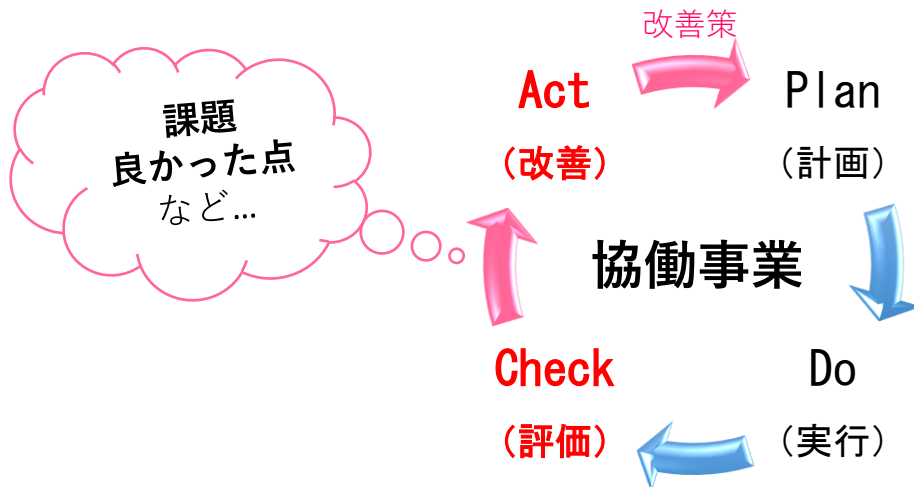 改善策
Act
(改善)
Plan
(計画)
課題
良かった点
など…
協働事業
Check
(評価)
Do
(実行)